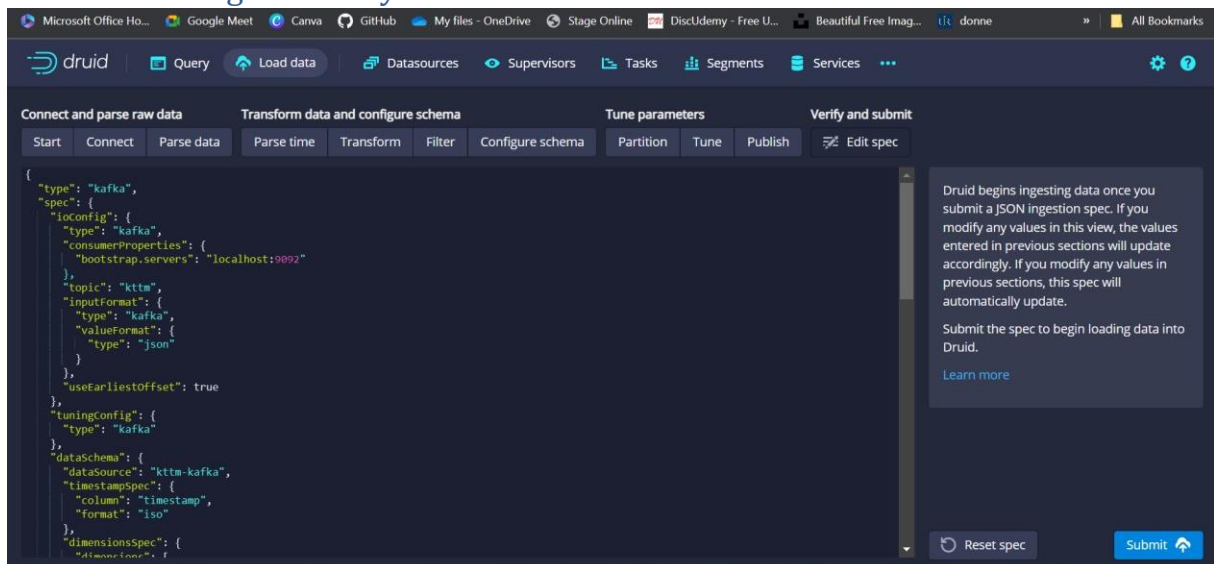 Microsoft Office Ho... Google Meet Canva GitHub My files - OneDrive Stage Online DiscUdemy - Free U... Beautiful Free Imag... donne » All Bookmarks
druid Query Load data Datasources Supervisors Tasks Segments Services
Connect and parse raw data Transform data and configure schema Tune parameters Verify and submit
Start Connect Parse data Parse time Transform Filter Configure schema Partition Tune Publish Edit spec
{
"type": "kafka",
"spec": {
"ioConfig": {
"type": "kafka",
"consumerProperties": {
"bootstrap.servers": "localhost:9092"
},
"topic": "kttm",
"inputFormat": {
"type": "kafka",
"valueFormat": {
"type": "json"
}
},
"useEarliestOffset": true
},
"tuningConfig": {
"type": "kafka"
},
"dataSchema": {
"dataSource": "kttm-kafka",
"timestampSpec": {
"column": "timestamp",
"format": "iso"
},
"dimensionsSpec": {
"dimensions": [
Druid begins ingesting data once you
submit a JSON ingestion spec. If you
modify any values in this view, the values
entered in previous sections will update
accordingly. If you modify any values in
previous sections, this spec will
automatically update.
Submit the spec to begin loading data into
Druid.
Learn more
Reset spec Submit